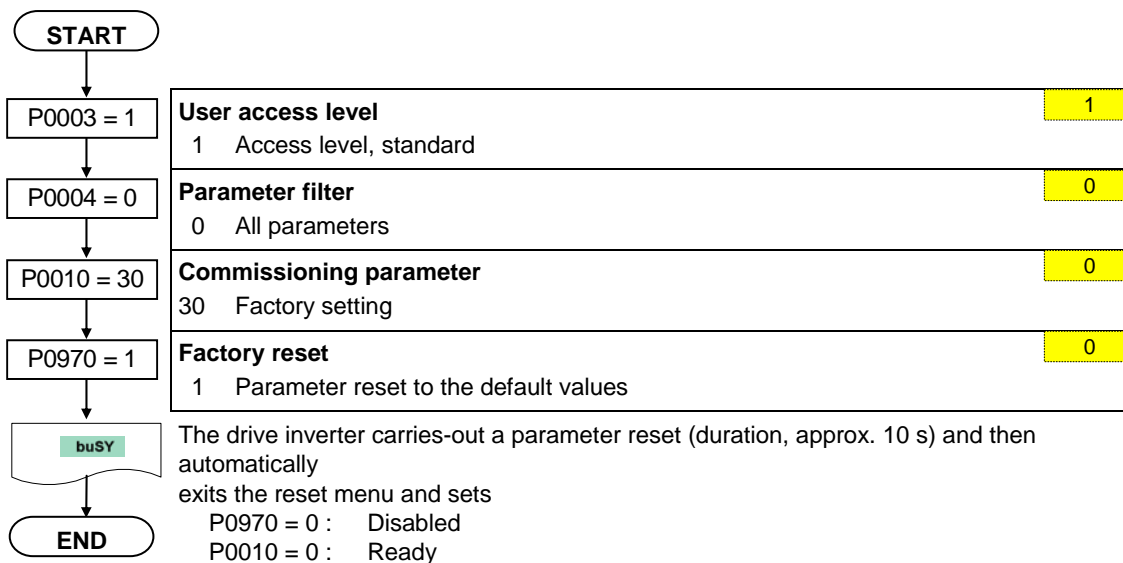 START
P0003 = 1
User access level 1
1 Access level, standard
P0004 = 0
Parameter filter 0
0 All parameters
P0010 = 30
Commissioning parameter 0
30 Factory setting
P0970 = 1
Factory reset 0
1 Parameter reset to the default values
buSY
The drive inverter carries-out a parameter reset (duration, approx. 10 s) and then
automatically
exits the reset menu and sets
P0970 = 0 : Disabled
P0010 = 0 : Ready
END